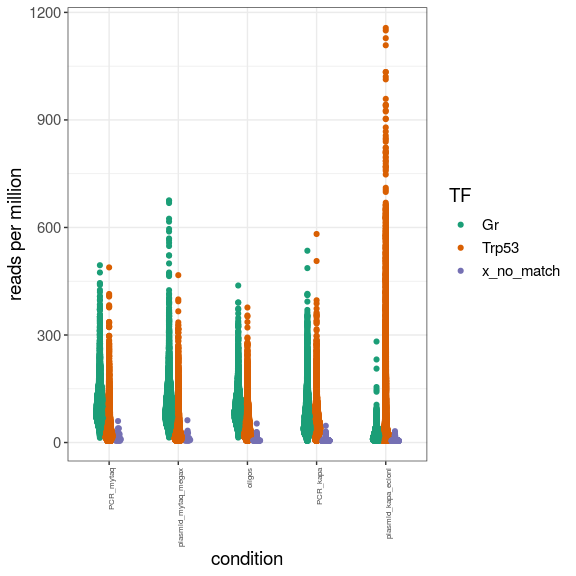 1200
900
600
300
0
reads per million
PCR_mytaq
plasmid_mytaq_megax
oligos
PCR_kapa
plasmid_kapa_ecloni
condition
TF
Gr
Trp53
x_no_match